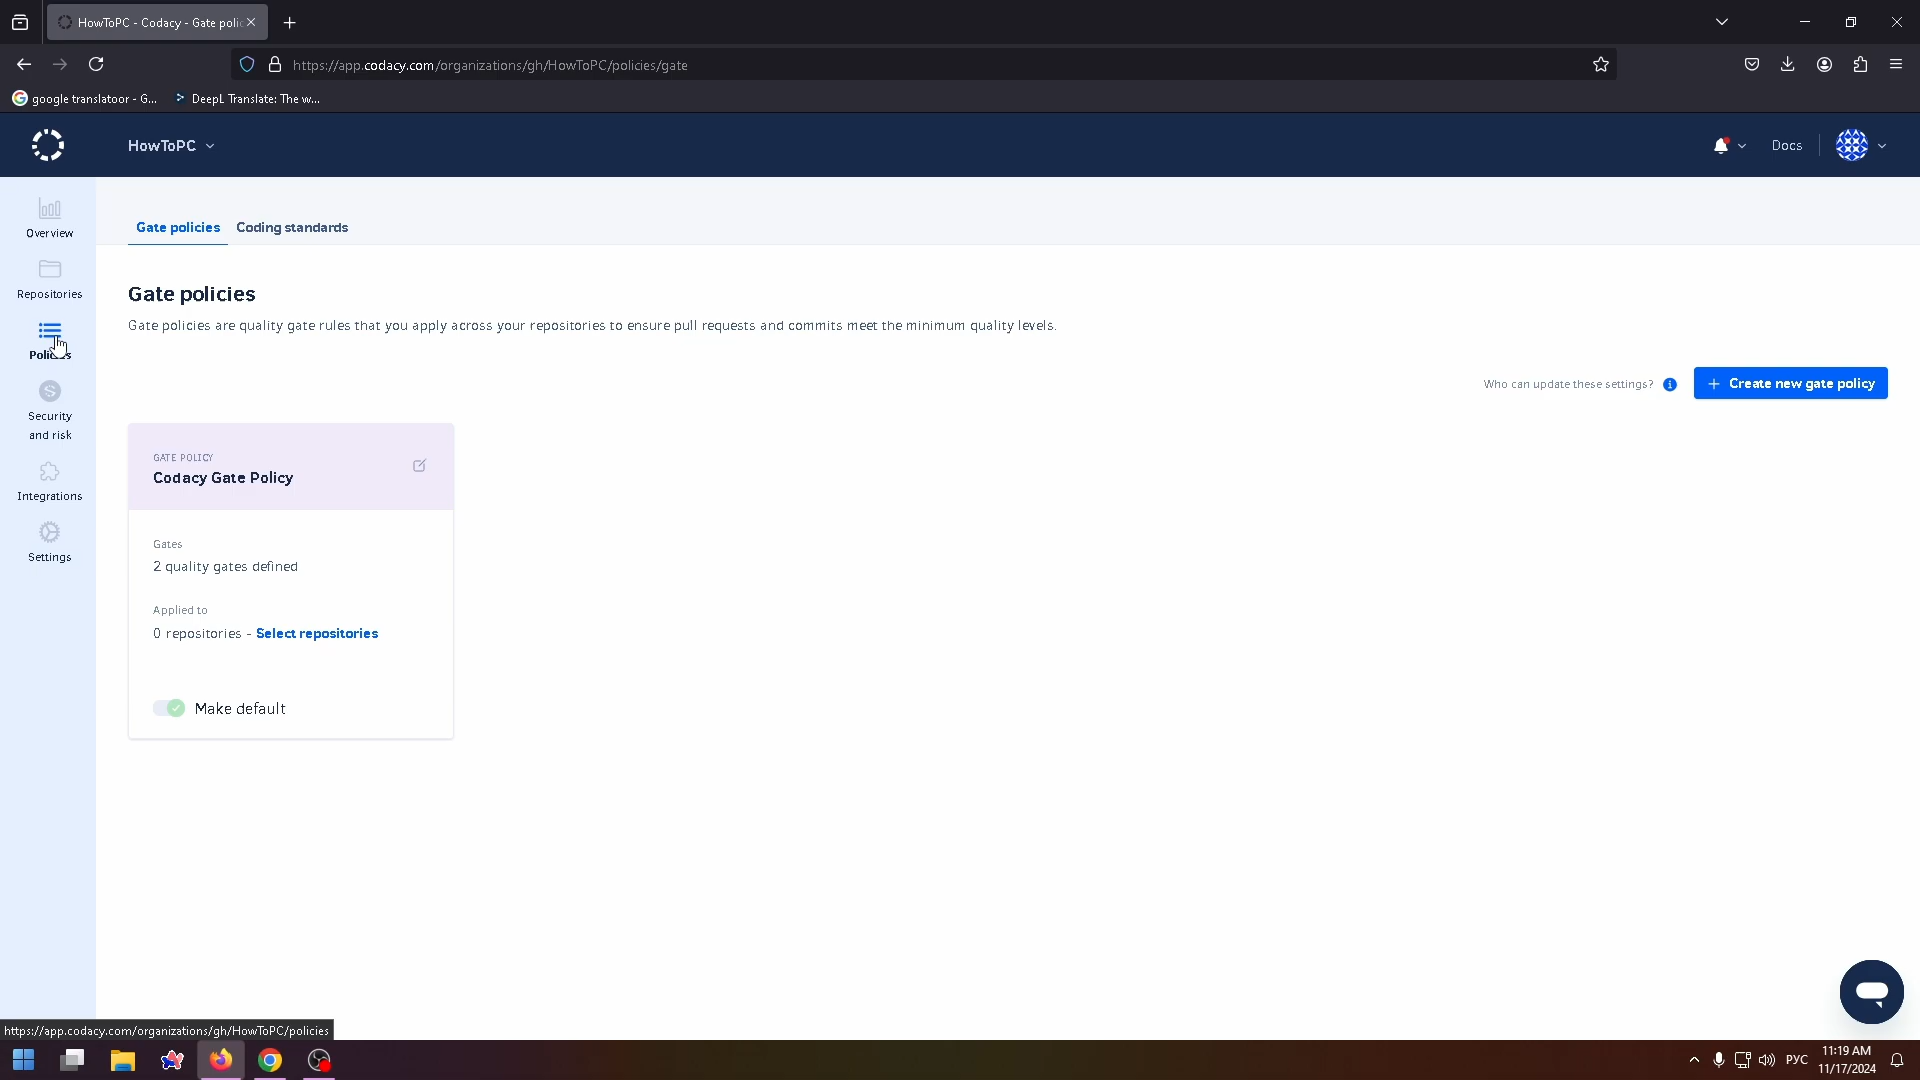 HowToPC - Codacy - Gate polic
https://app.codacy.com/organizations/gh/HowToPC/policies/gate
google translatoor - G...
DeepL Translate: The w...
HowToPC
Docs
Overview
Repositories
Policies
Security
and risk
Integrations
Settings
Gate policies
Coding standards
Gate policies
Gate policies are quality gate rules that you apply across your repositories to ensure pull requests and commits meet the minimum quality levels.
Who can update these settings?
+ Create new gate policy
GATE POLICY
Codacy Gate Policy
Gates
2 quality gates defined
Applied to
0 repositories - Select repositories
Make default
https://app.codacy.com/organizations/gh/HowToPC/policies
РУС
11:19 AM
11/17/2024